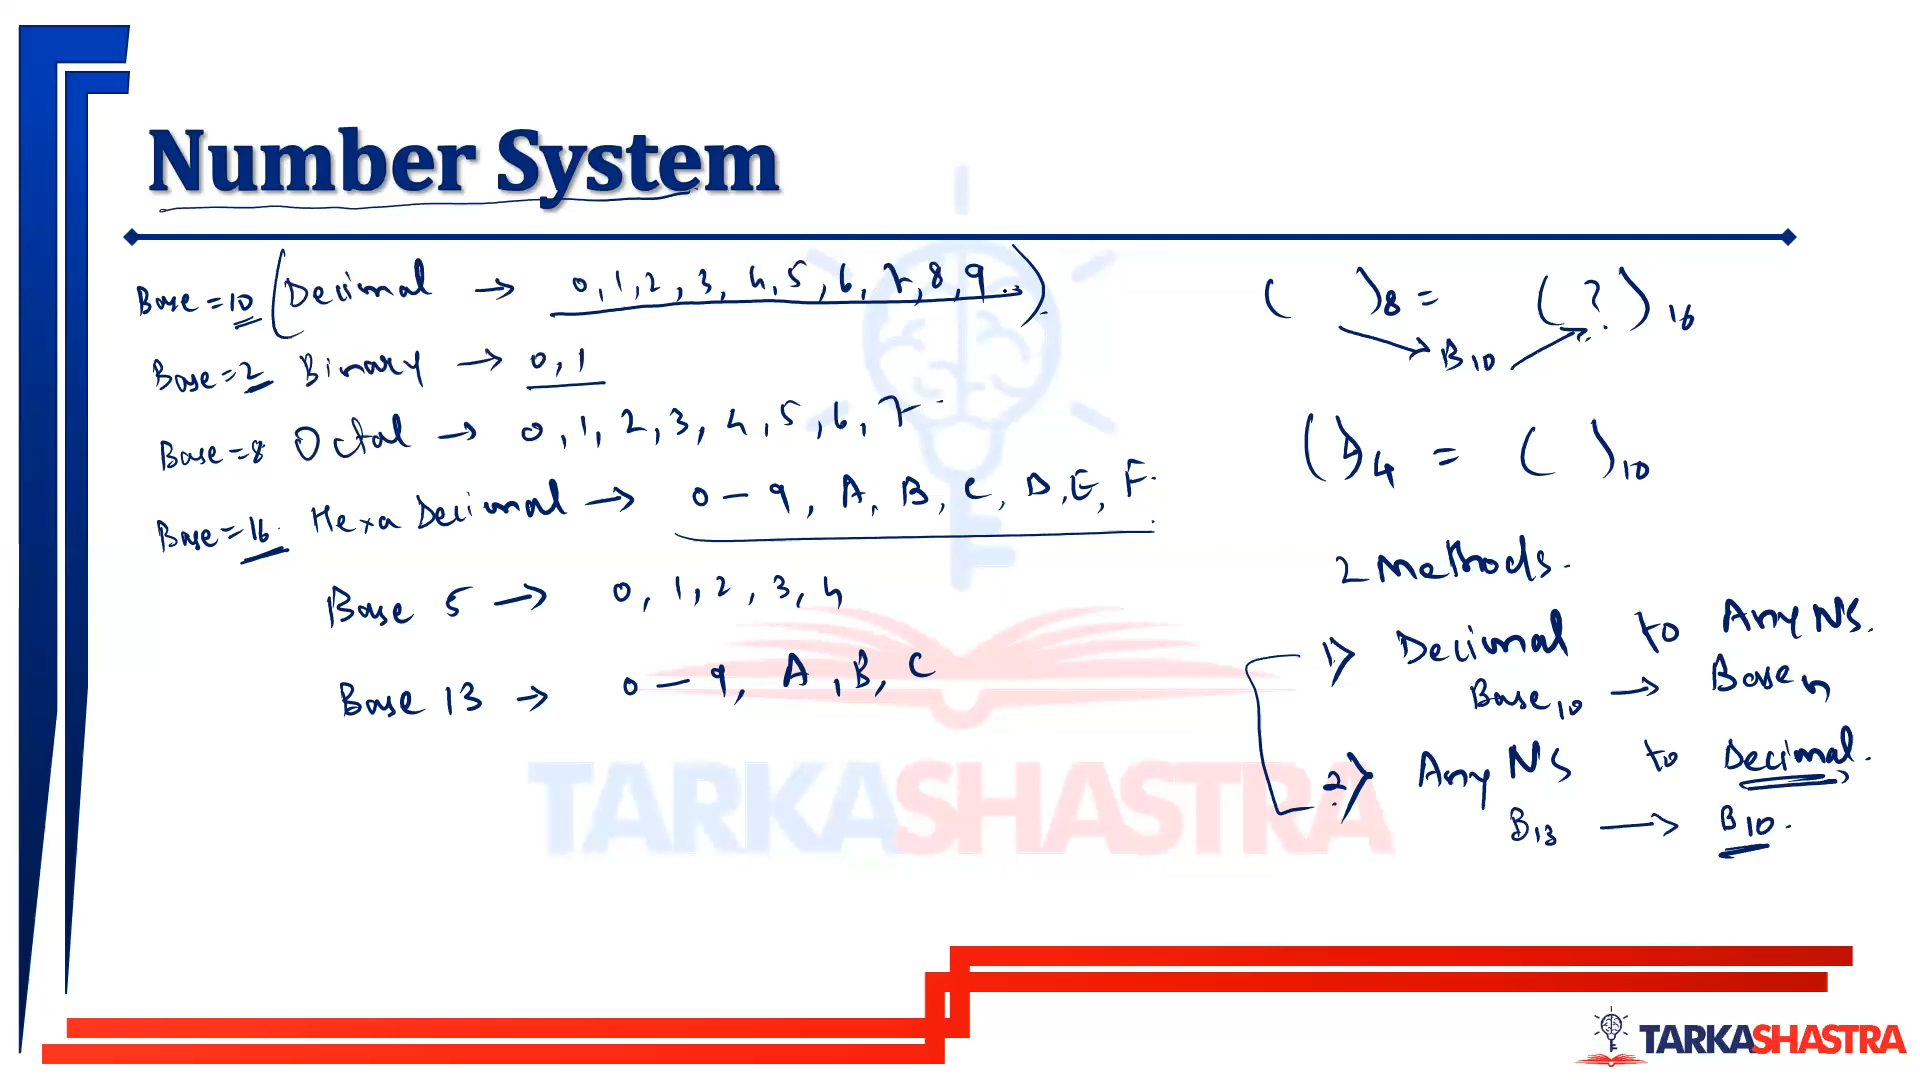 Number System
Base = 10 (Decimal → 0, 1, 2, 3, 4, 5, 6, 7, 8, 9..)
Base = 2 Binary → 0, 1
Base = 8 Octal → 0, 1, 2, 3, 4, 5, 6, 7
Base = 16 Hexa Decimal → 0 – 9, A, B, C, D, E, F.
Base 5 → 0, 1, 2, 3, 4
Base 13 → 0 – 9, A, B, C
( )8 = ( ? )16
B10
( )4 = ( )10
2 Methods.
1) Decimal to Any NS.
Base10 → Base n
2) Any NS to Decimal.
B13 → B10.
TARKASHASTRA
TARKASHASTRA